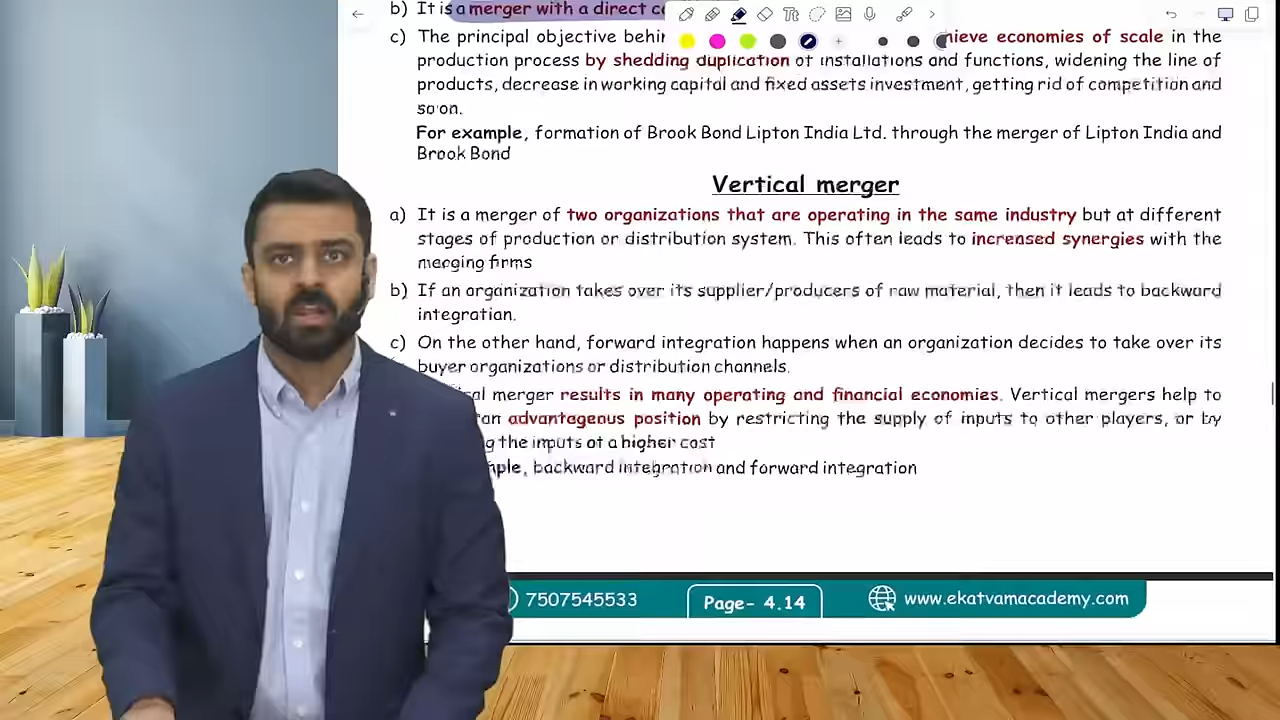 b) It is a merger with a direct
c) The principal objective hieve economies of scale in the
production process by shedding duplication of installations and functions, widening the line of
products, decrease in working capital and fixed assets investment, getting rid of competition and
so on.
For example, formation of Brook Bond Lipton India Ltd. through the merger of Lipton India and
Brook Bond
Vertical merger
a) It is a merger of two organizations that are operating in the same industry but at different
stages of production or distribution system. This often leads to increased synergies with the
merging firms
b) If an organization takes over its supplier/producers of raw material, then it leads to backward
integration.
c) On the other hand, forward integration happens when an organization decides to take over its
buyer organizations or distribution channels.
merger results in many operating and financial economies. Vertical mergers help to
an advantageous position by restricting the supply of inputs to other players, or by
the inputs at a higher cost
backward integration and forward integration
Tt
7507545533
Page- 4.14
www.ekatvamacademy.com